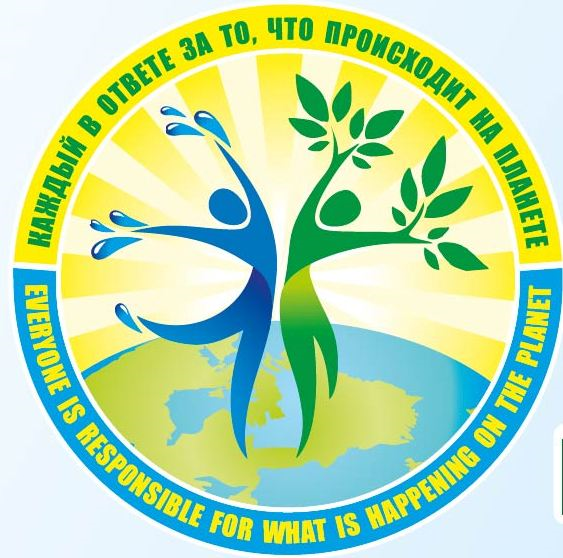 КАЖДЫЙ В ОТВЕТЕ ЗА ТО, ЧТО ПРОИСХОДИТ НА ПЛАНЕТЕ
EVERYONE IS RESPONSIBLE FOR WHAT IS HAPPENING ON THE PLANET